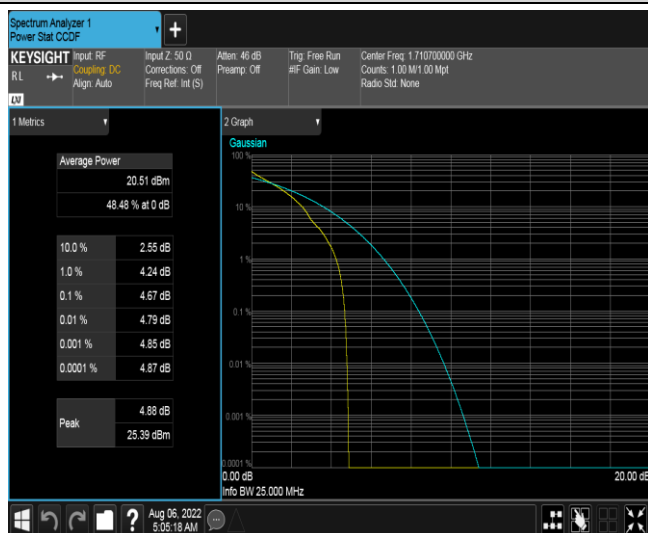 Spectrum Analyzer 1
Power Stat CCDF
+
KEYSIGHT
RL
LXI
Input: RF
Coupling: DC
Align: Auto
Input Z: 50 Ω
Corrections: Off
Freq Ref: Int (S)
Atten: 46 dB
Preamp: Off
Trig: Free Run
#IF Gain: Low
Center Freq: 1.710700000 GHz
Counts: 1.00 M/1.00 Mpt
Radio Std: None
1 Metrics
Average Power
20.51 dBm
48.48 % at 0 dB
10.0 % 2.55 dB
1.0 % 4.24 dB
0.1 % 4.67 dB
0.01 % 4.79 dB
0.001 % 4.85 dB
0.0001 % 4.87 dB
Peak
4.88 dB
25.39 dBm
2 Graph
Gaussian
100 %
10 %
1 %
0.1 %
0.01 %
0.001 %
0.0001 %
0.00 dB 20.00 dB
Info BW 25.000 MHz
?
Aug 06, 2022
5:05:18 AM